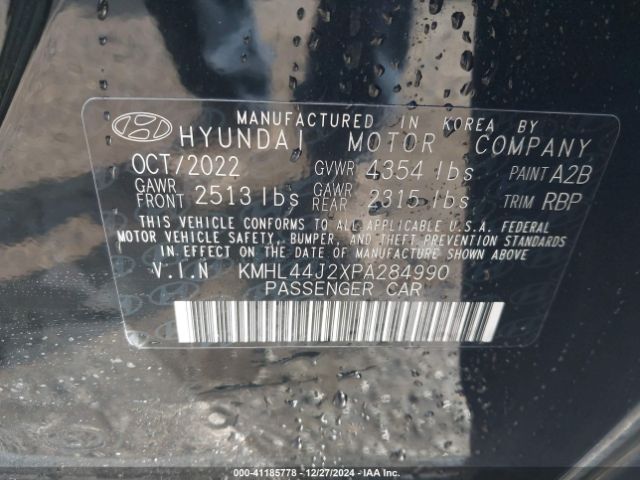 MANUFACTURED IN KOREA BY
HYUNDAI MOTOR COMPANY
OCT/2022 GVWR 4354 lbs PAINT A2B
GAWR FRONT 2513 lbs GAWR REAR 2315 lbs TRIM RBP
THIS VEHICLE CONFORMS TO ALL APPLICABLE U.S.A. FEDERAL
MOTOR VEHICLE SAFETY, BUMPER, AND THEFT PREVENTION STANDARDS
IN EFFECT ON THE DATE OF MANUFACTURE SHOWN ABOVE
V.I.N KMHL44J2XPA284990
PASSENGER CAR
000-41185778 - 12/27/2024 - IAA Inc.